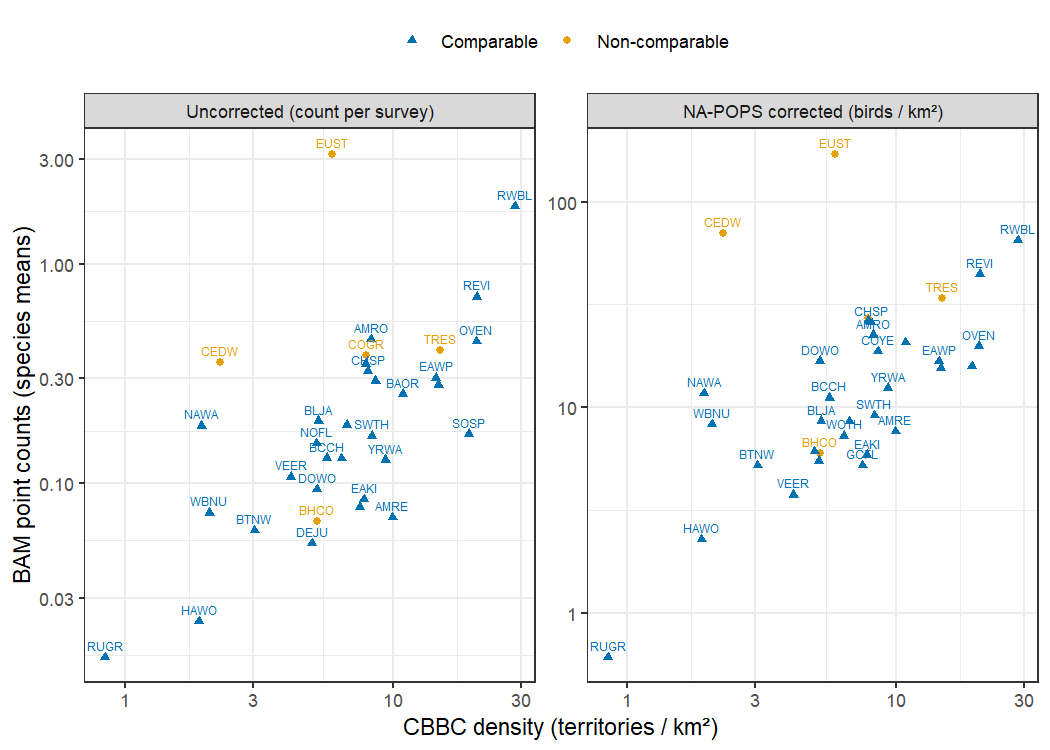 Comparable Non-comparable
Uncorrected (count per survey)
NA-POPS corrected (birds / km²)
BAM point counts (species means)
3.00
1.00
0.30
0.10
0.03
EUST
RWBL
REVI
AMRO
OVEN
COGR
TRES
CEDW
CHSP
EAWP
BAOR
NAWA
BLJA
SWTH
SOSP
NOFL
BCCH
YRWA
VEER
DOWO
EAKI
WBNU
AMRE
BHCO
BTNW
DEJU
HAWO
RUGR
1
3
10
30
100
10
1
EUST
CEDW
RWBL
REVI
TRES
CHSP
AMRO
OVEN
COYE
DOWO
EAWP
YRWA
NAWA
BCCH
SWTH
WBNU
BLJA
WOTH
AMRE
BHCO
EAKI
BTNW
VEER
HAWO
RUGR
1
3
10
30
CBBC density (territories / km²)